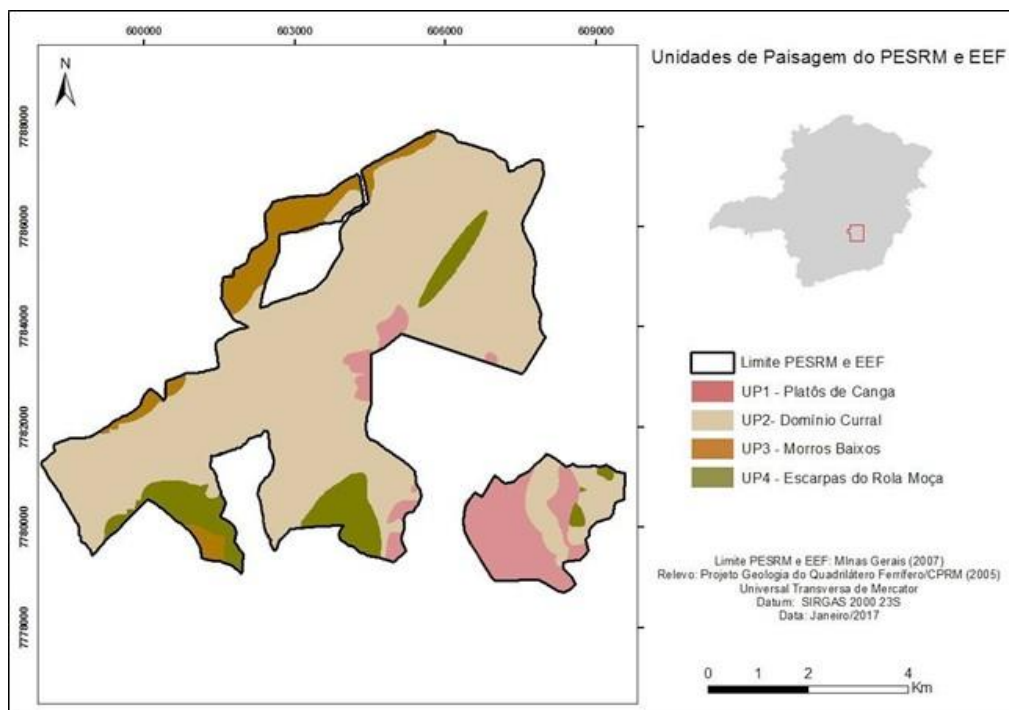 600000 603000 606000 609000
Unidades de Paisagem do PESRM e EEF
N
7788000
7786000
7784000
7782000
7780000
7778000
Limite PESRM e EEF
UP1 - Platôs de Canga
UP2- Domínio Curral
UP3 - Morros Baixos
UP4 - Escarpas do Rola Moça
Limite PESRM e EEF: MInas Gerais (2007)
Relevo: Projeto Geologia do Quadrilátero Ferrífero/CPRM (2005)
Universal Transversa de Mercator
Datum: SIRGAS 2000 23S
Data: Janeiro/2017
0 1 2 4
Km